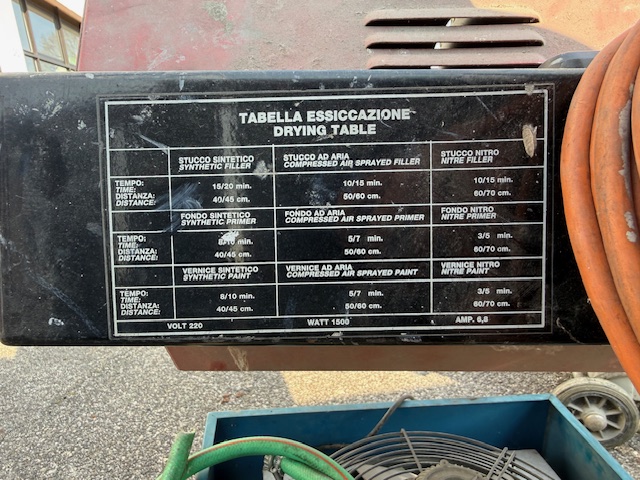 TABELLA ESSICCAZIONE
DRYING TABLE
STUCCO SINTETICO STUCCO AD ARIA STUCCO NITRO
SYNTHETIC FILLER COMPRESSED AIR SPRAYED FILLER NITRE FILLER
TEMPO: 15/20 min. 10/15 min. 10/15 min.
TIME:
DISTANZA: 40/45 cm. 50/60 cm. 60/70 cm.
DISTANCE:
FONDO SINTETICO FONDO AD ARIA FONDO NITRO
SYNTHETIC PRIMER COMPRESSED AIR SPRAYED PRIMER NITRE PRIMER
TEMPO: 8/10 min. 5/7 min. 3/5 min.
TIME:
DISTANZA: 40/45 cm. 50/60 cm. 60/70 cm.
DISTANCE:
VERNICE SINTETICO VERNICE AD ARIA VERNICE NITRO
SYNTHETIC PAINT COMPRESSED AIR SPRAYED PAINT NITRE PAINT
TEMPO: 8/10 min. 5/7 min. 3/5 min.
TIME:
DISTANZA: 40/45 cm. 50/60 cm. 60/70 cm.
DISTANCE:
VOLT 220 WATT 1500 AMP. 6,8